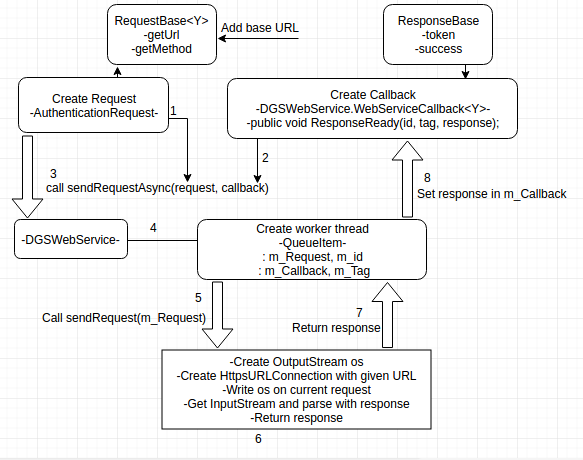 RequestBase<Y>
-getUrl
-getMethod
Add base URL
ResponseBase
-token
-success
Create Request
-AuthenticationRequest-
1
Create Callback
-DGSWebService.WebServiceCallback<Y>-
-public void ResponseReady(id, tag, response);
2
3
call sendRequestAsync(request, callback)
8
Set response in m_Callback
-DGSWebService-
4
Create worker thread
-QueueItem-
: m_Request, m_id
: m_Callback, m_Tag
5
Call sendRequest(m_Request)
7
Return response
-Create OutputStream os
-Create HttpsURLConnection with given URL
-Write os on current request
-Get InputStream and parse with response
-Return response
6